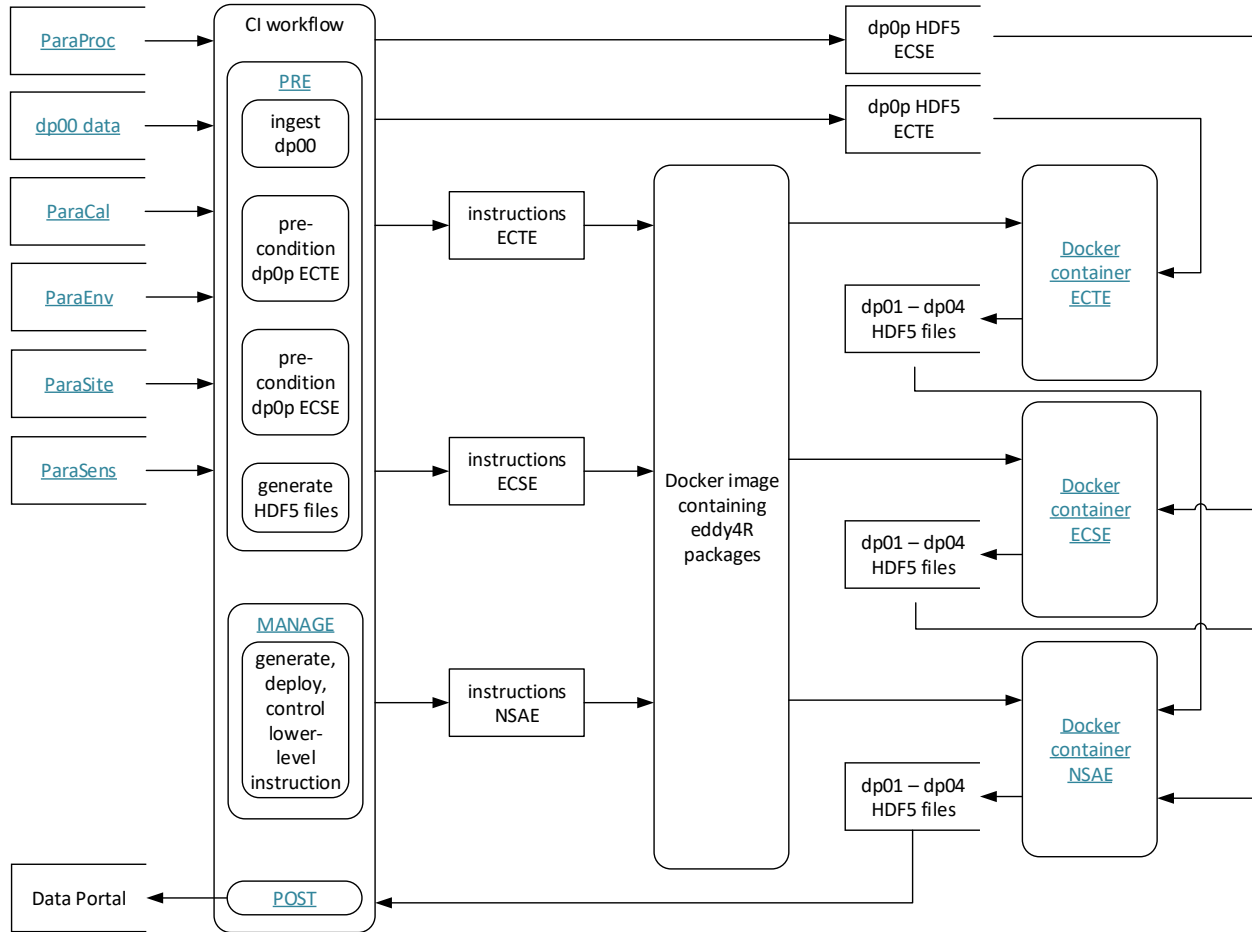 ParaProc
dp00 data
ParaCal
ParaEnv
ParaSite
ParaSens
Data Portal
CI workflow
PRE
ingest
dp00
pre-
condition
dp0p ECTE
pre-
condition
dp0p ECSE
generate
HDF5 files
MANAGE
generate,
deploy,
control
lower-
level
instruction
POST
instructions
ECTE
instructions
ECSE
instructions
NSAE
Docker image
containing
eddy4R
packages
dp0p HDF5
ECSE
dp0p HDF5
ECTE
dp01 – dp04
HDF5 files
dp01 – dp04
HDF5 files
dp01 – dp04
HDF5 files
Docker
container
ECTE
Docker
container
ECSE
Docker
container
NSAE